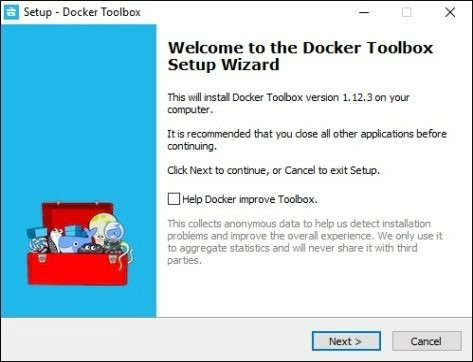 Setup - Docker Toolbox
Welcome to the Docker Toolbox
Setup Wizard
This will install Docker Toolbox version 1.12.3 on your
computer.
It is recommended that you close all other applications before
continuing.
Click Next to continue, or Cancel to exit Setup.
Help Docker improve Toolbox.
This collects anonymous data to help us detect installation
problems and improve the overall experience. We only use it
to aggregate statistics and will never share it with third
parties.
Next >
Cancel